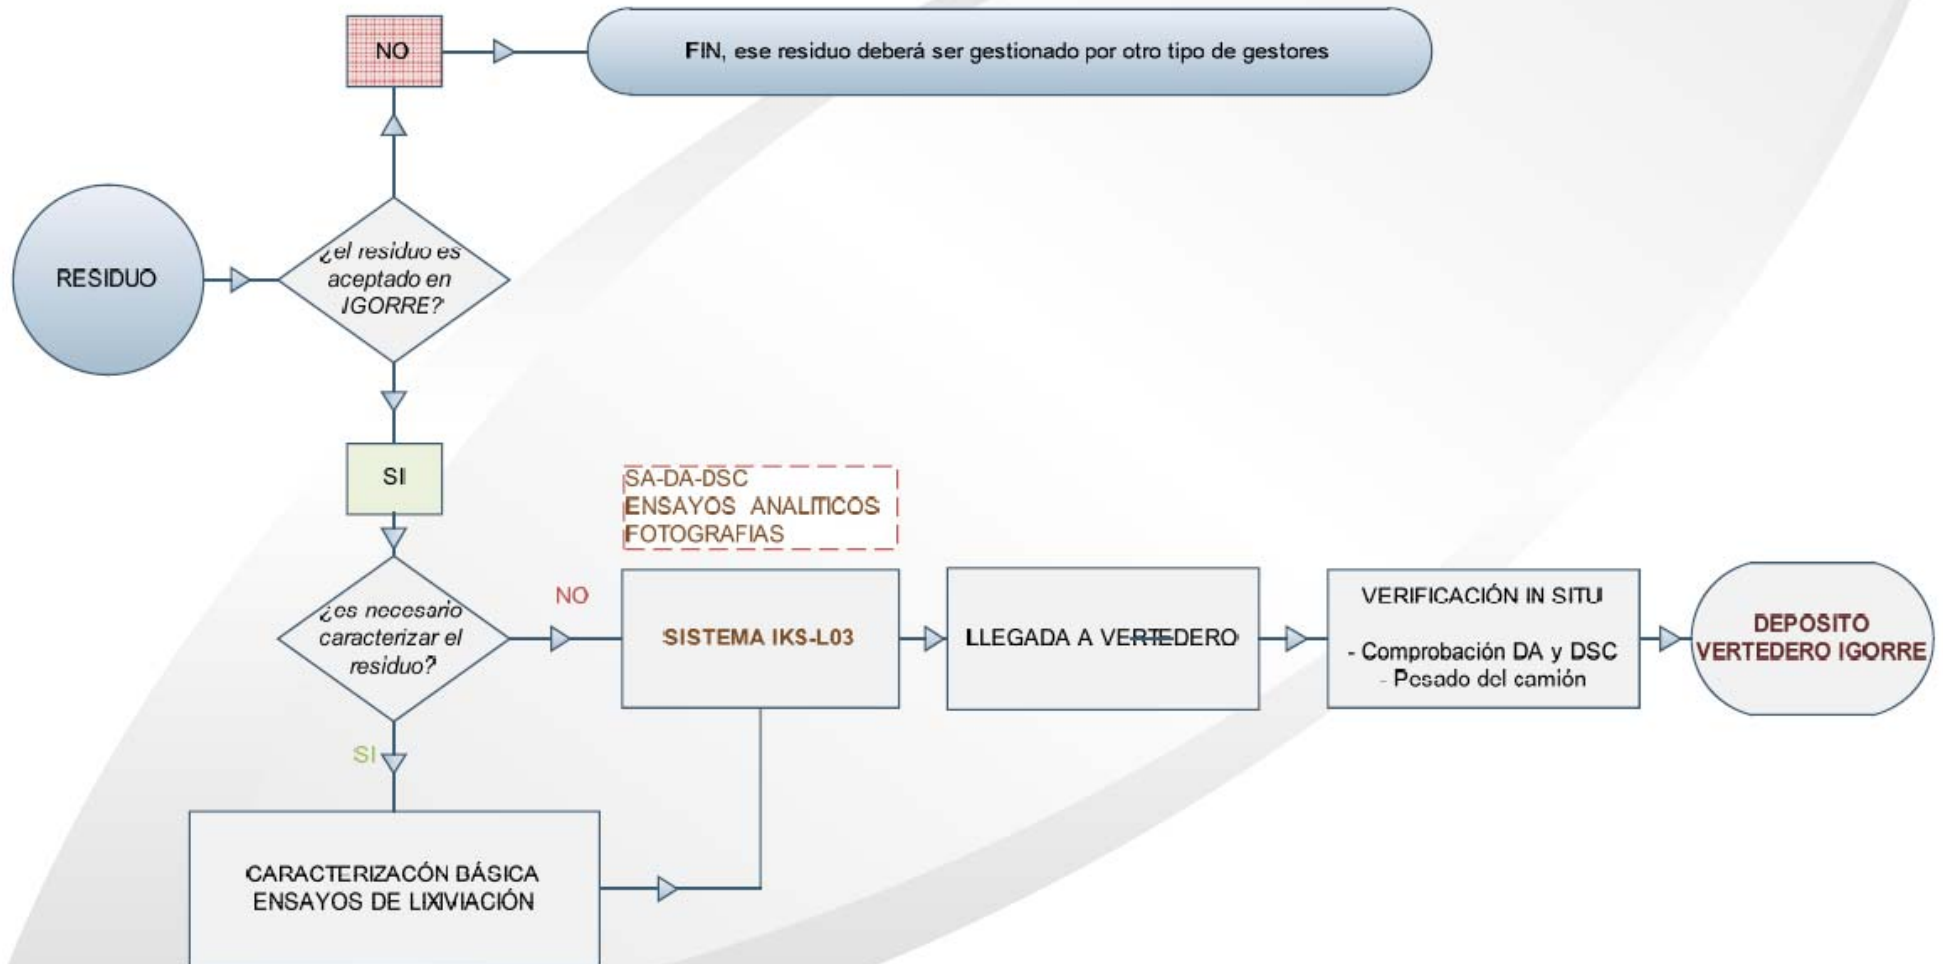 NO
FIN, ese residuo deberá ser gestionado por otro tipo de gestores
RESIDUO
¿el residuo es
aceptado en
IGORRE?
SI
SA-DA-DSC
ENSAYOS ANALITICOS
FOTOGRAFIAS
¿es necesario
caracterizar el
residuo?
NO
SISTEMA IKS-L03
LLEGADA A VERTEDERO
VERIFICACIÓN IN SITUI
- Comprobación DA y DSC
- Pesado del camión
DEPOSITO
VERTEDERO IGORRE
SI
CARACTERIZACÓN BÁSICA
ENSAYOS DE LIXIVIACIÓN